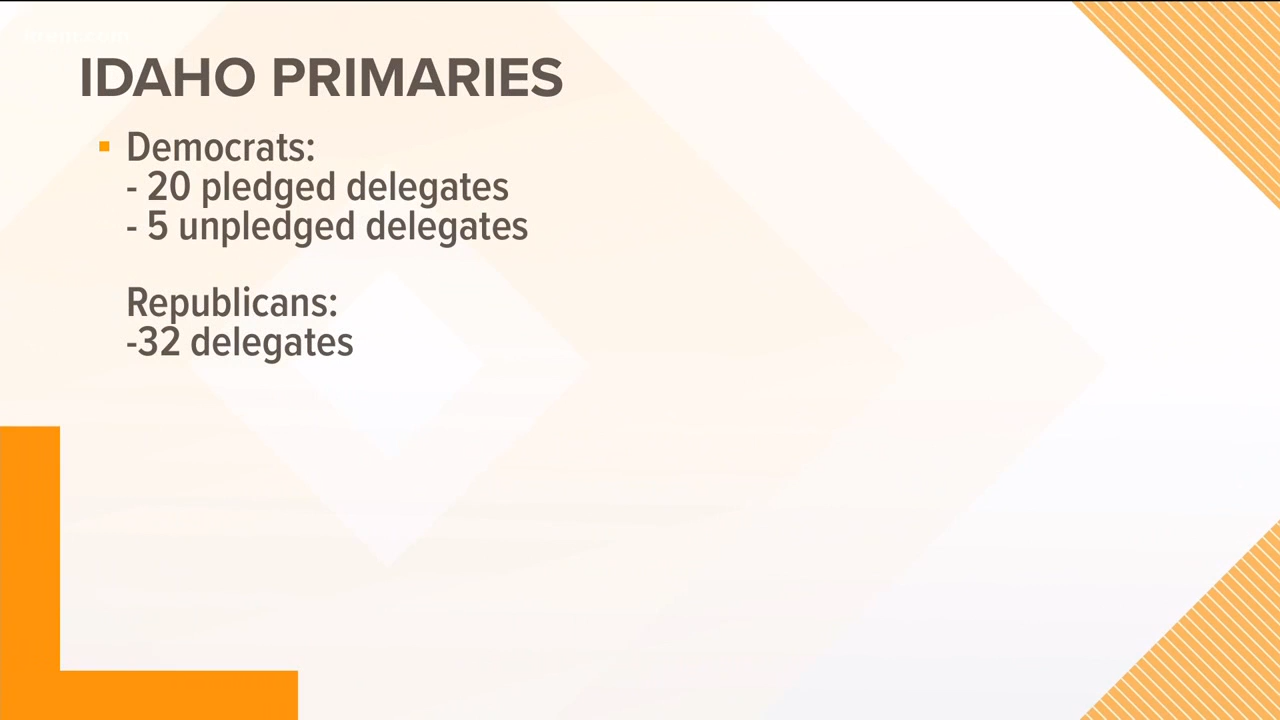 IDAHO PRIMARIES
Democrats:
- 20 pledged delegates
- 5 unpledged delegates
Republicans:
-32 delegates